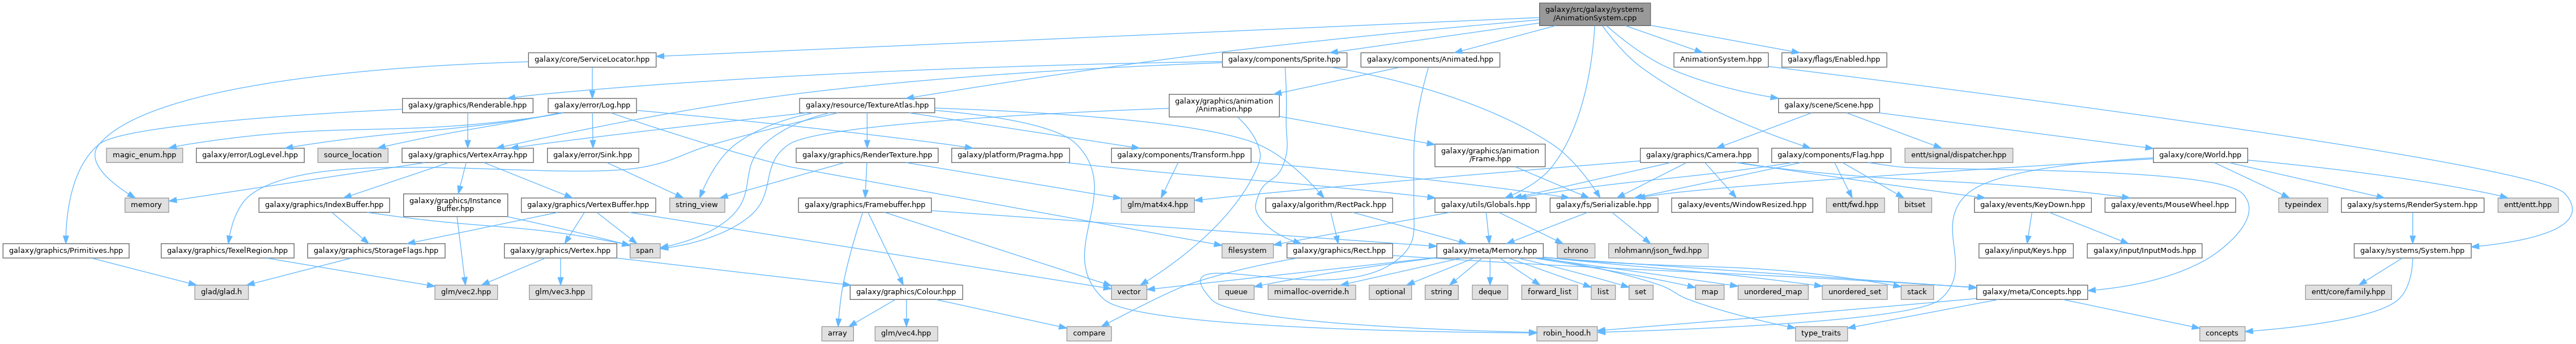 galaxy/src/galaxy/systems
/AnimationSystem.cpp
galaxy/core/ServiceLocator.hpp
galaxy/components/Sprite.hpp
galaxy/components/Animated.hpp
AnimationSystem.hpp
galaxy/flags/Enabled.hpp
galaxy/graphics/Renderable.hpp
galaxy/error/Log.hpp
galaxy/resource/TextureAtlas.hpp
galaxy/graphics/animation
/Animation.hpp
galaxy/scene/Scene.hpp
magic_enum.hpp
galaxy/error/LogLevel.hpp
source_location
galaxy/graphics/VertexArray.hpp
galaxy/error/Sink.hpp
galaxy/graphics/RenderTexture.hpp
galaxy/platform/Pragma.hpp
galaxy/components/Transform.hpp
galaxy/graphics/animation
/Frame.hpp
galaxy/graphics/Camera.hpp
galaxy/components/Flag.hpp
entt/signal/dispatcher.hpp
galaxy/core/World.hpp
memory
galaxy/graphics/IndexBuffer.hpp
galaxy/graphics/Instance
Buffer.hpp
galaxy/graphics/VertexBuffer.hpp
string_view
galaxy/graphics/Framebuffer.hpp
glm/mat4x4.hpp
galaxy/algorithm/RectPack.hpp
galaxy/utils/Globals.hpp
galaxy/fs/Serializable.hpp
galaxy/events/WindowResized.hpp
entt/fwd.hpp
bitset
galaxy/events/KeyDown.hpp
galaxy/events/MouseWheel.hpp
typeindex
galaxy/systems/RenderSystem.hpp
entt/entt.hpp
galaxy/graphics/Primitives.hpp
galaxy/graphics/TexelRegion.hpp
galaxy/graphics/StorageFlags.hpp
galaxy/graphics/Vertex.hpp
span
filesystem
galaxy/graphics/Rect.hpp
galaxy/meta/Memory.hpp
chrono
nlohmann/json_fwd.hpp
galaxy/input/Keys.hpp
galaxy/input/InputMods.hpp
galaxy/systems/System.hpp
glad/glad.h
glm/vec2.hpp
glm/vec3.hpp
galaxy/graphics/Colour.hpp
vector
queue
mimalloc-override.h
optional
string
deque
forward_list
list
set
map
unordered_map
unordered_set
stack
galaxy/meta/Concepts.hpp
entt/core/family.hpp
array
glm/vec4.hpp
compare
robin_hood.h
type_traits
concepts